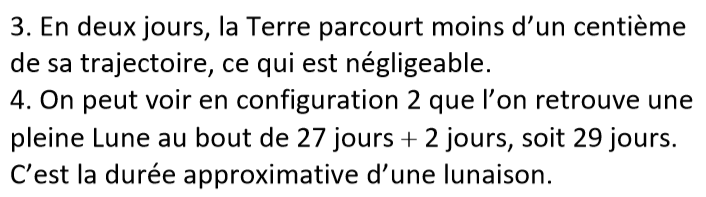 3. En deux jours, la Terre parcourt moins d’un centième
de sa trajectoire, ce qui est négligeable.
4. On peut voir en configuration 2 que l’on retrouve une
pleine Lune au bout de 27 jours + 2 jours, soit 29 jours.
C’est la durée approximative d’une lunaison.